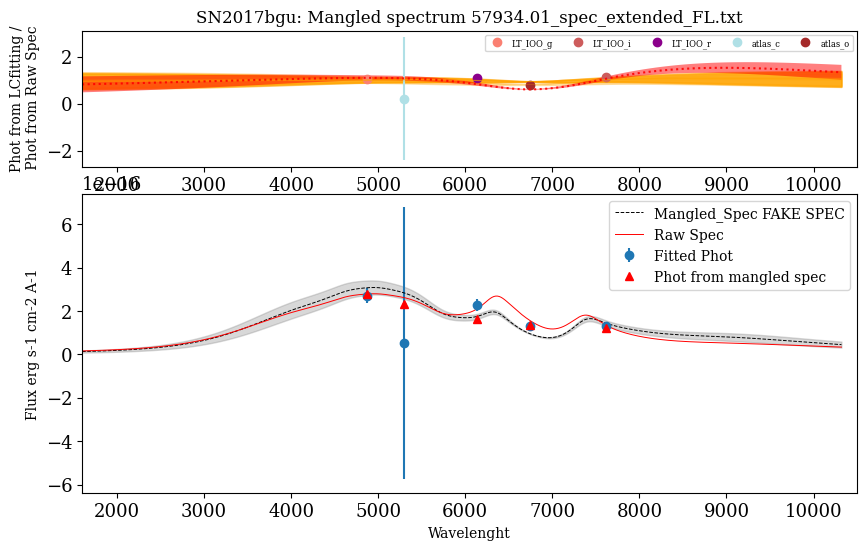 SN2017bgu: Mangled spectrum 57934.01_spec_extended_FL.txt
Phot from LCfitting /
Phot from Raw Spec
2
0
−2
LT_IOO_g LT_IOO_i LT_IOO_r atlas_c atlas_o
2000 3000 4000 5000 6000 7000 8000 9000 10000
1e−16
Flux erg s-1 cm-2 A-1
6
4
2
0
−2
−4
−6
Mangled_Spec FAKE SPEC
Raw Spec
Fitted Phot
Phot from mangled spec
2000 3000 4000 5000 6000 7000 8000 9000 10000
Wavelenght